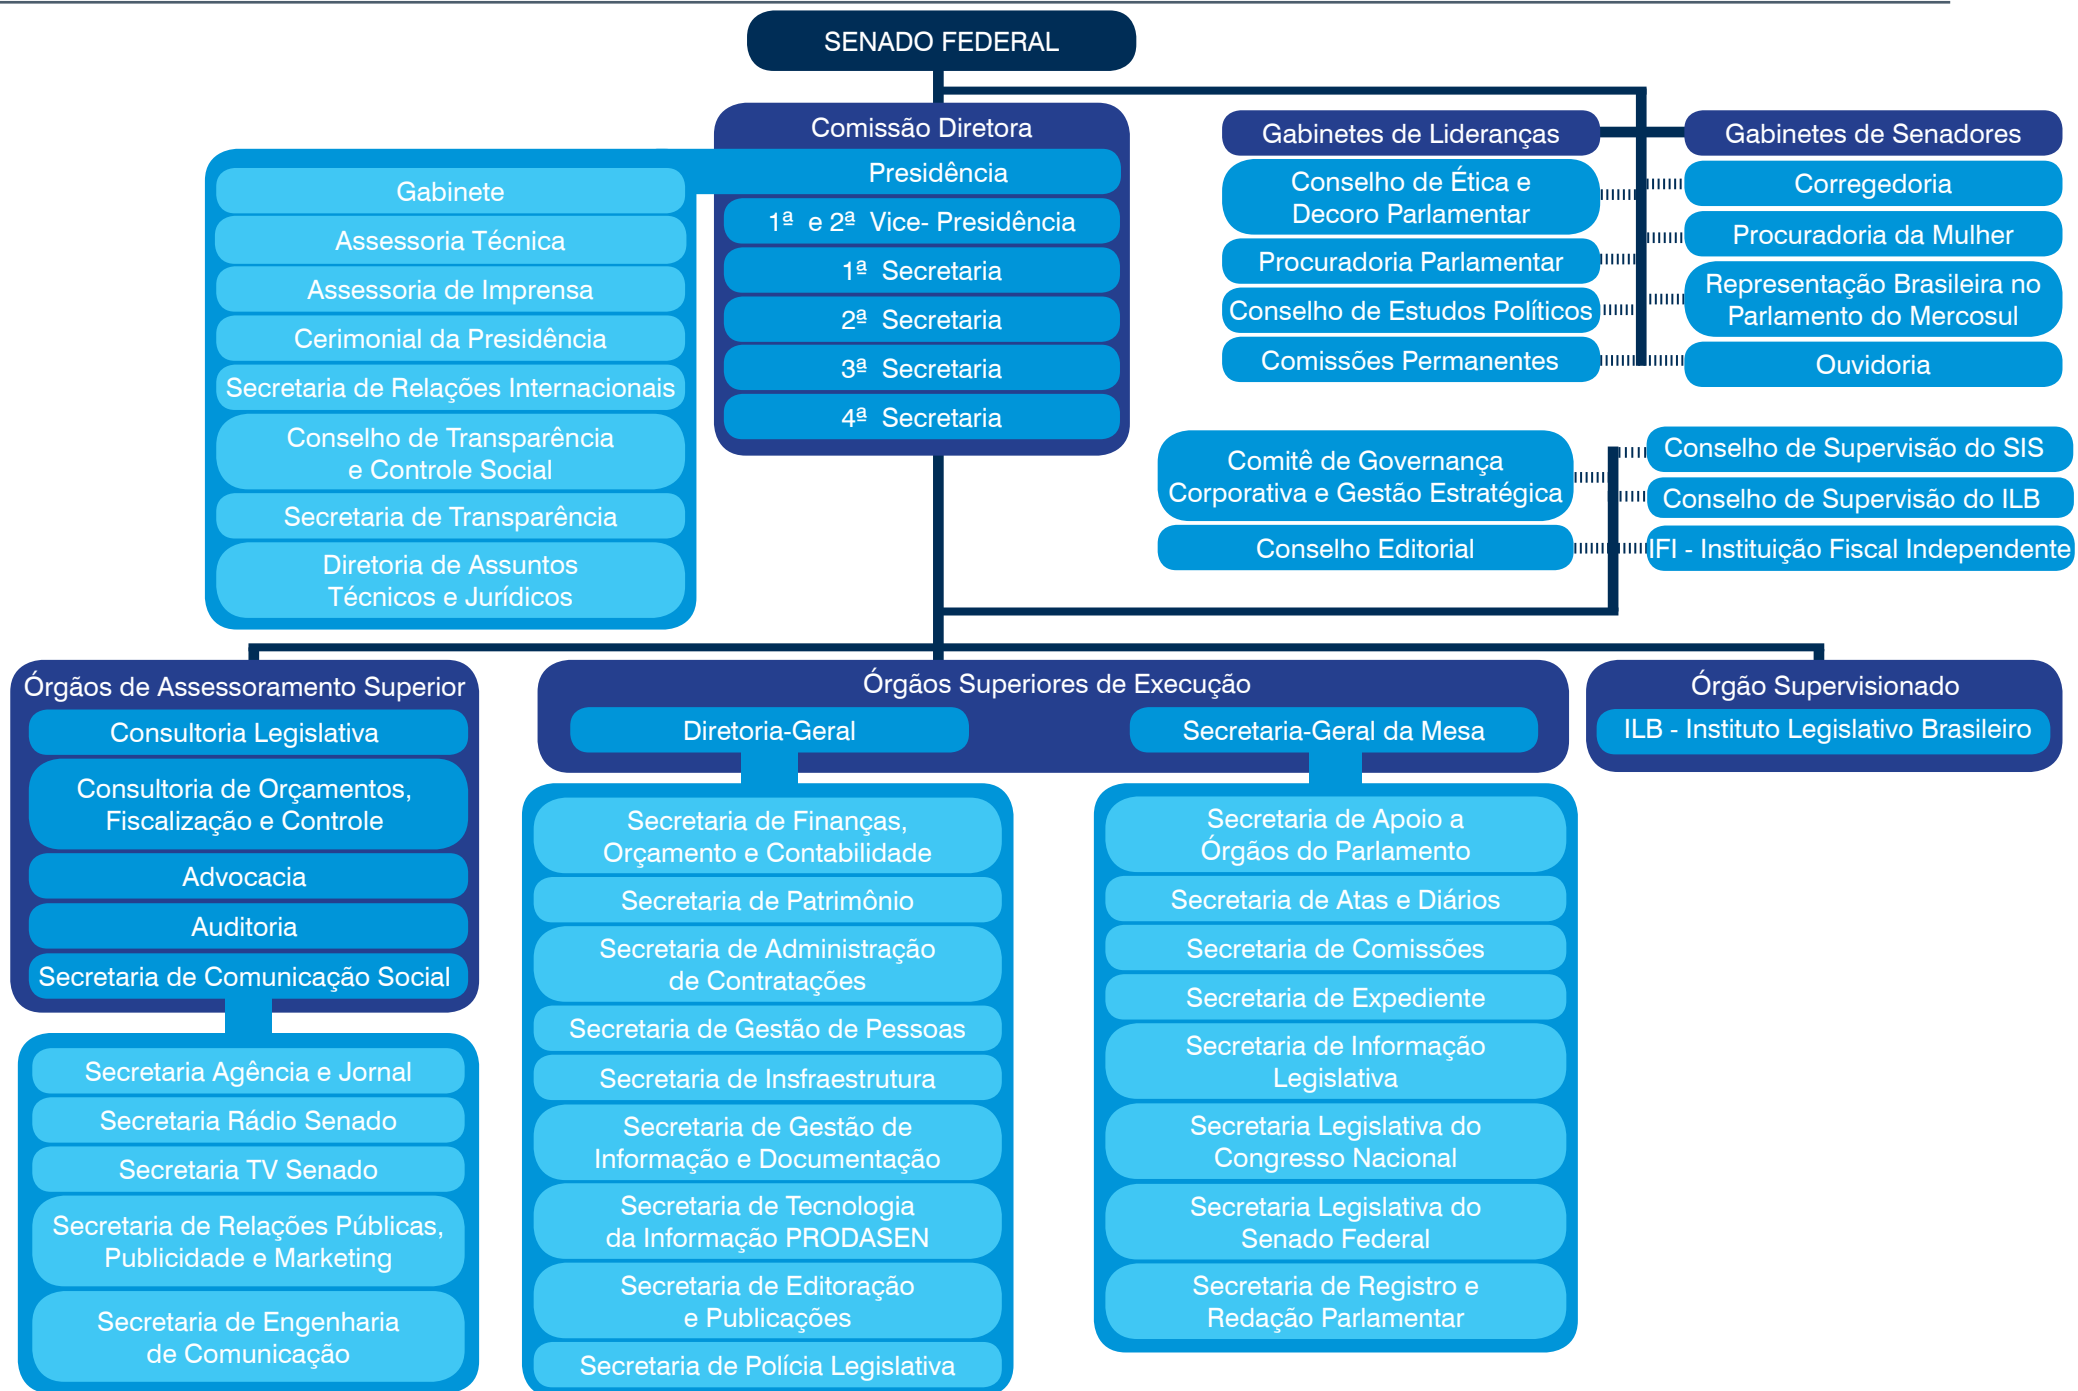 SENADO FEDERAL
Comissão Diretora
Presidência
1ª e 2ª Vice- Presidência
1ª Secretaria
2ª Secretaria
3ª Secretaria
4ª Secretaria
Gabinete
Assessoria Técnica
Assessoria de Imprensa
Cerimonial da Presidência
Secretaria de Relações Internacionais
Conselho de Transparência
e Controle Social
Secretaria de Transparência
Diretoria de Assuntos
Técnicos e Jurídicos
Gabinetes de Lideranças
Conselho de Ética e
Decoro Parlamentar
Procuradoria Parlamentar
Conselho de Estudos Políticos
Comissões Permanentes
Gabinetes de Senadores
Corregedoria
Procuradoria da Mulher
Representação Brasileira no
Parlamento do Mercosul
Ouvidoria
Comitê de Governança
Corporativa e Gestão Estratégica
Conselho Editorial
Conselho de Supervisão do SIS
Conselho de Supervisão do ILB
IFI - Instituição Fiscal Independente
Órgãos de Assessoramento Superior
Consultoria Legislativa
Consultoria de Orçamentos,
Fiscalização e Controle
Advocacia
Auditoria
Secretaria de Comunicação Social
Secretaria Agência e Jornal
Secretaria Rádio Senado
Secretaria TV Senado
Secretaria de Relações Públicas,
Publicidade e Marketing
Secretaria de Engenharia
de Comunicação
Órgãos Superiores de Execução
Diretoria-Geral
Secretaria de Finanças,
Orçamento e Contabilidade
Secretaria de Patrimônio
Secretaria de Administração
de Contratações
Secretaria de Gestão de Pessoas
Secretaria de Insfraestrutura
Secretaria de Gestão de
Informação e Documentação
Secretaria de Tecnologia
da Informação PRODASEN
Secretaria de Editoração
e Publicações
Secretaria de Polícia Legislativa
Secretaria-Geral da Mesa
Secretaria de Apoio a
Órgãos do Parlamento
Secretaria de Atas e Diários
Secretaria de Comissões
Secretaria de Expediente
Secretaria de Informação
Legislativa
Secretaria Legislativa do
Congresso Nacional
Secretaria Legislativa do
Senado Federal
Secretaria de Registro e
Redação Parlamentar
Órgão Supervisionado
ILB - Instituto Legislativo Brasileiro